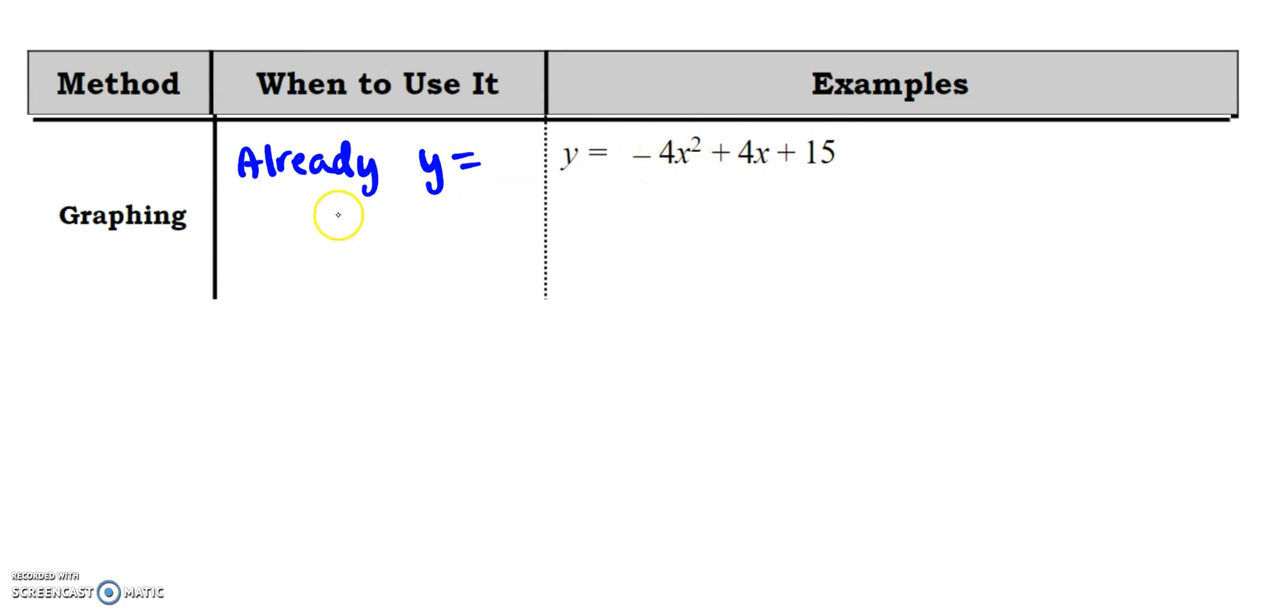 Method When to Use It Examples
Already y= y = – 4x² + 4x + 15
Graphing
RECORDED WITH
SCREENCAST MATIC